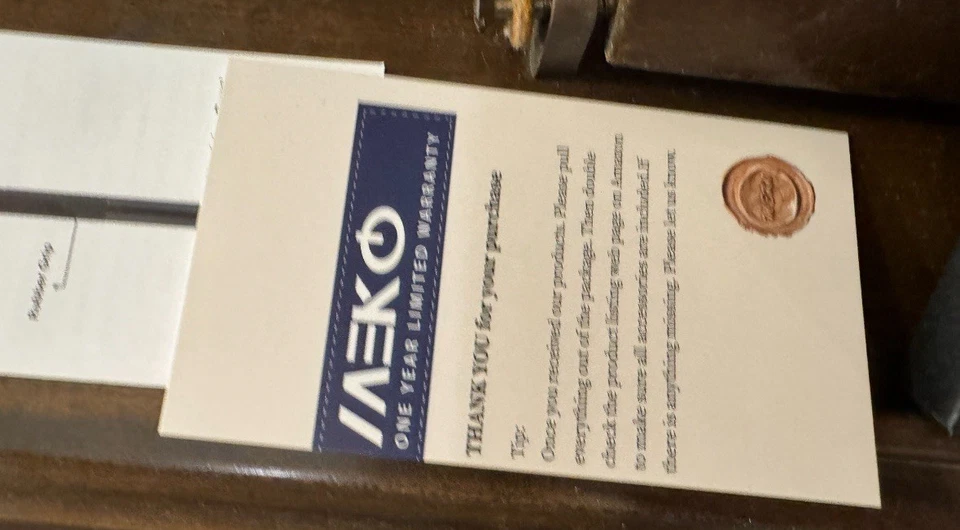 MEKO
ONE YEAR LIMITED WARRANTY
THANK YOU for your purchase
Tip:
Once you received our products. Please pull
everything out of the package. Then double
check the product listing web page on Amazon
to make sure all accessories are included. If
there is anything missing. Please let us know.